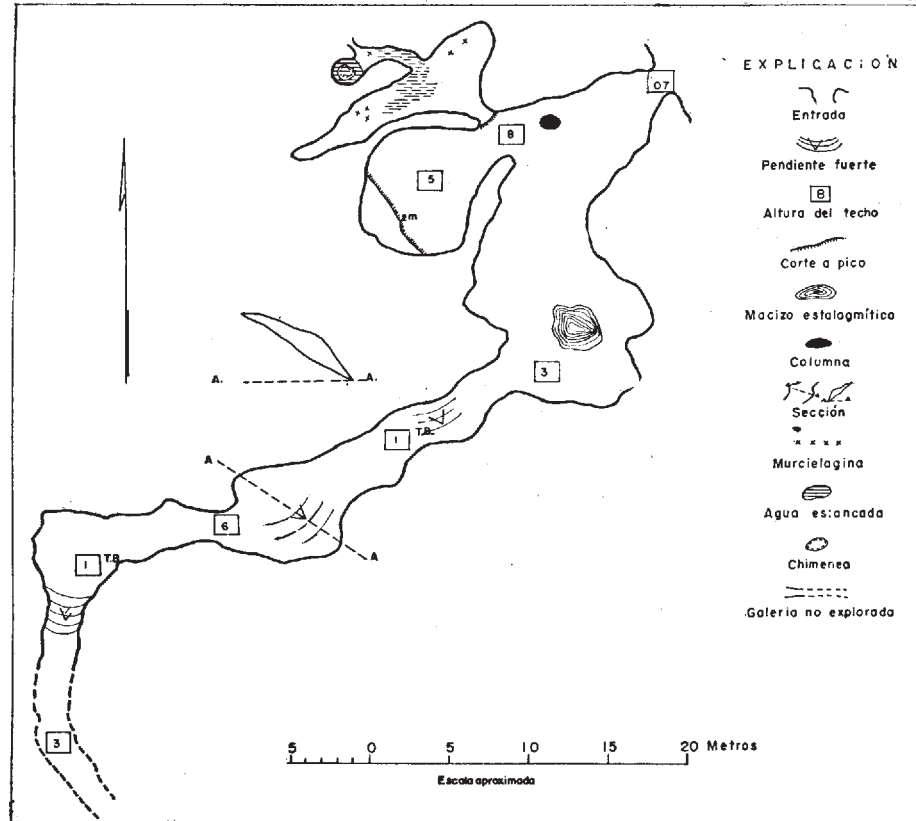 EXPLICACION
Entrada
Pendiente fuerte
8
Altura del techo
Corte a pico
Macizo estalagmítico
Columna
Sección
Murcielagina
Agua estancada
Chimenea
Galeria no explorada
07
8
5
2m
3
A. A.
1 T.B.
A
6
A
1 T.B.
3
5 0 5 10 15 20 Metros
Escala aproximada